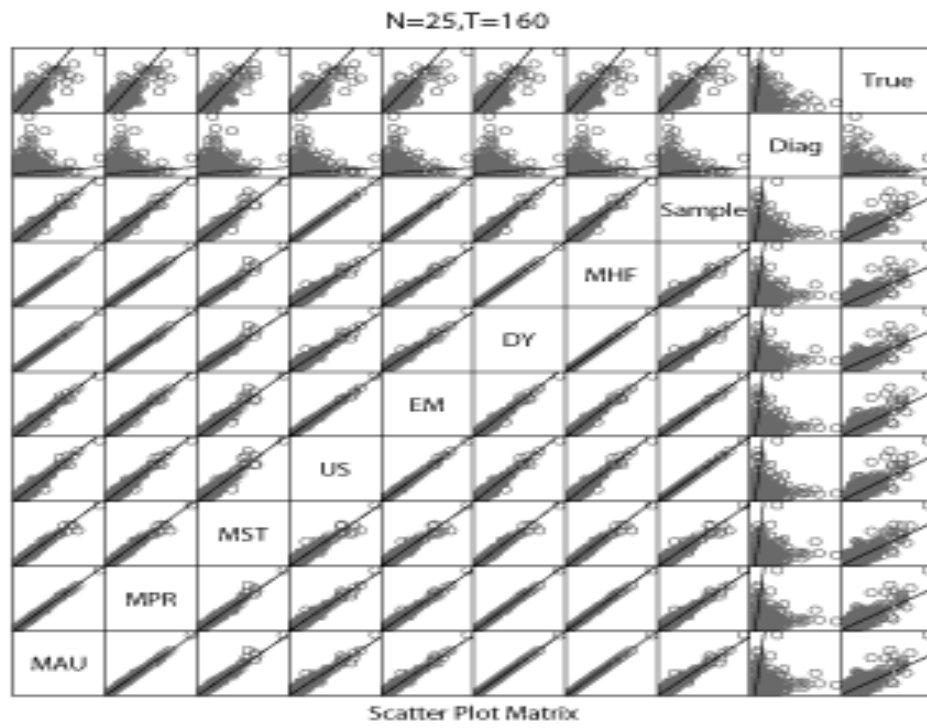 N=25,T=160
True
Diag
Sample
MHF
DY
EM
US
MST
MPR
MAU
Scatter Plot Matrix